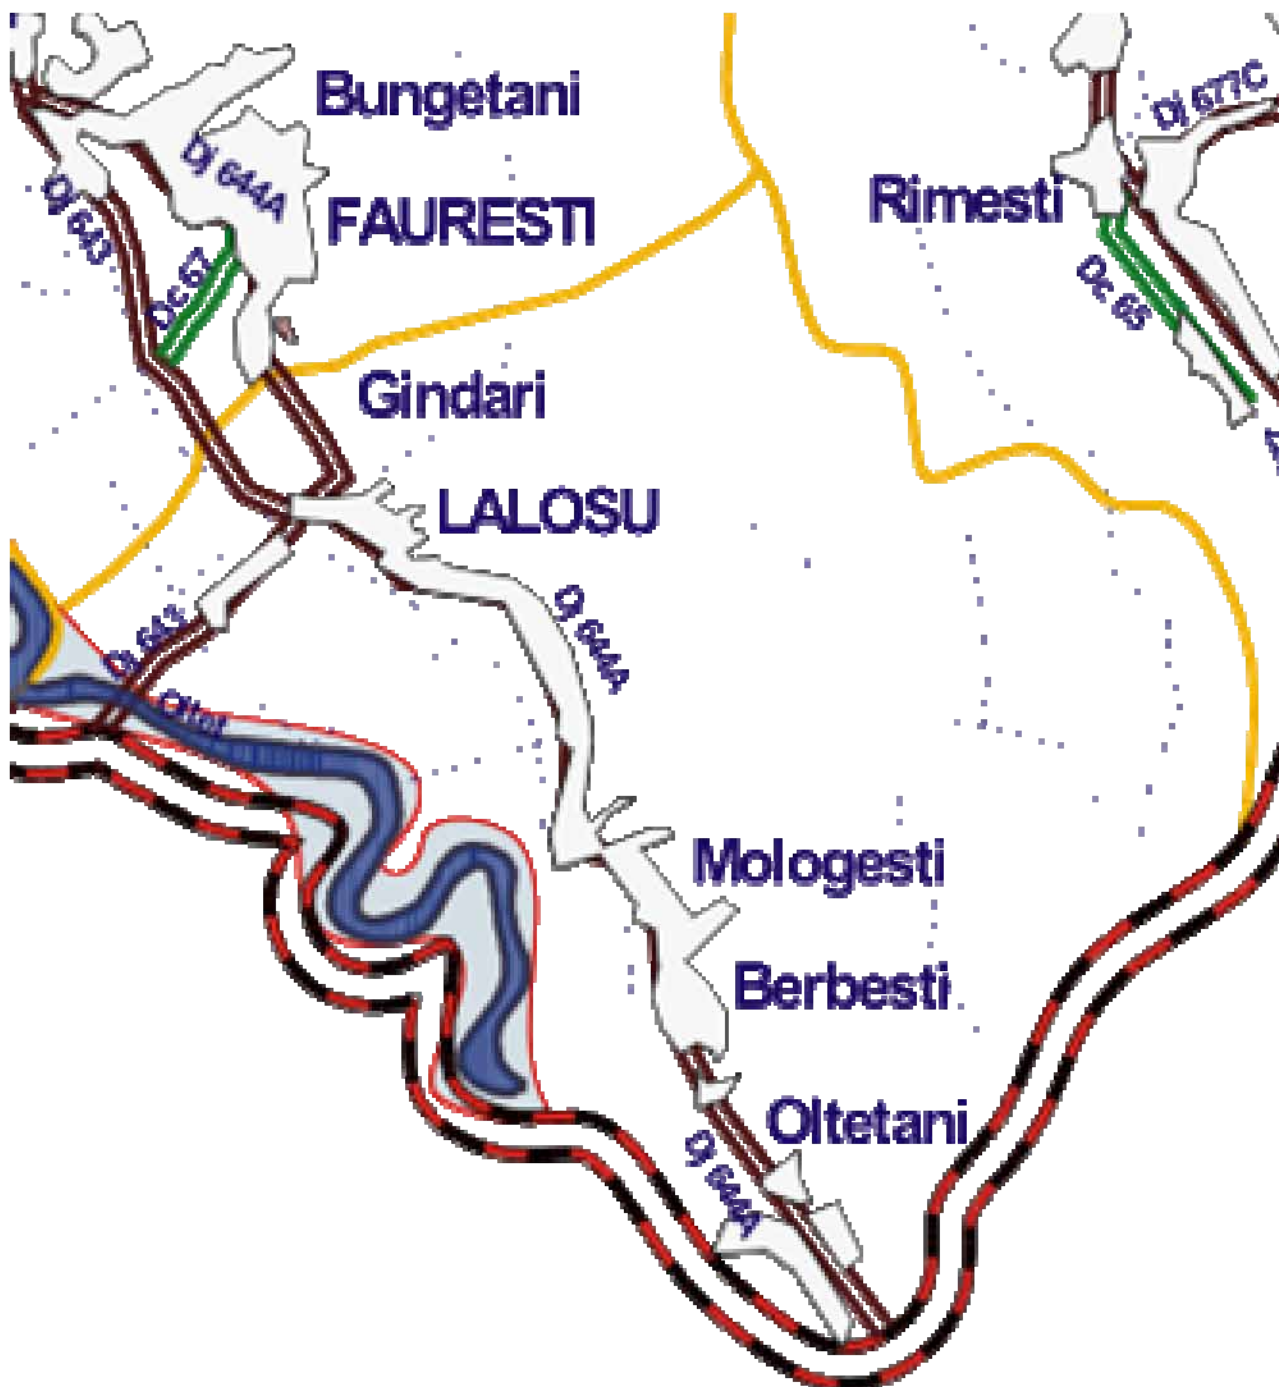 Bungetani
Dj 677C
Dj 644A
Rimesti
Dj 643
FAURESTI
Dc 67
Dc 65
Gindari
LALOSU
Dj 644A
Dj 643
Oltet
Mologesti
Berbesti
Oltetani
Dj 644A